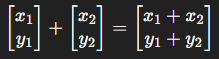 [x₁] + [x₂] = [x₁ + x₂]
[y₁] [y₂] [y₁ + y₂]